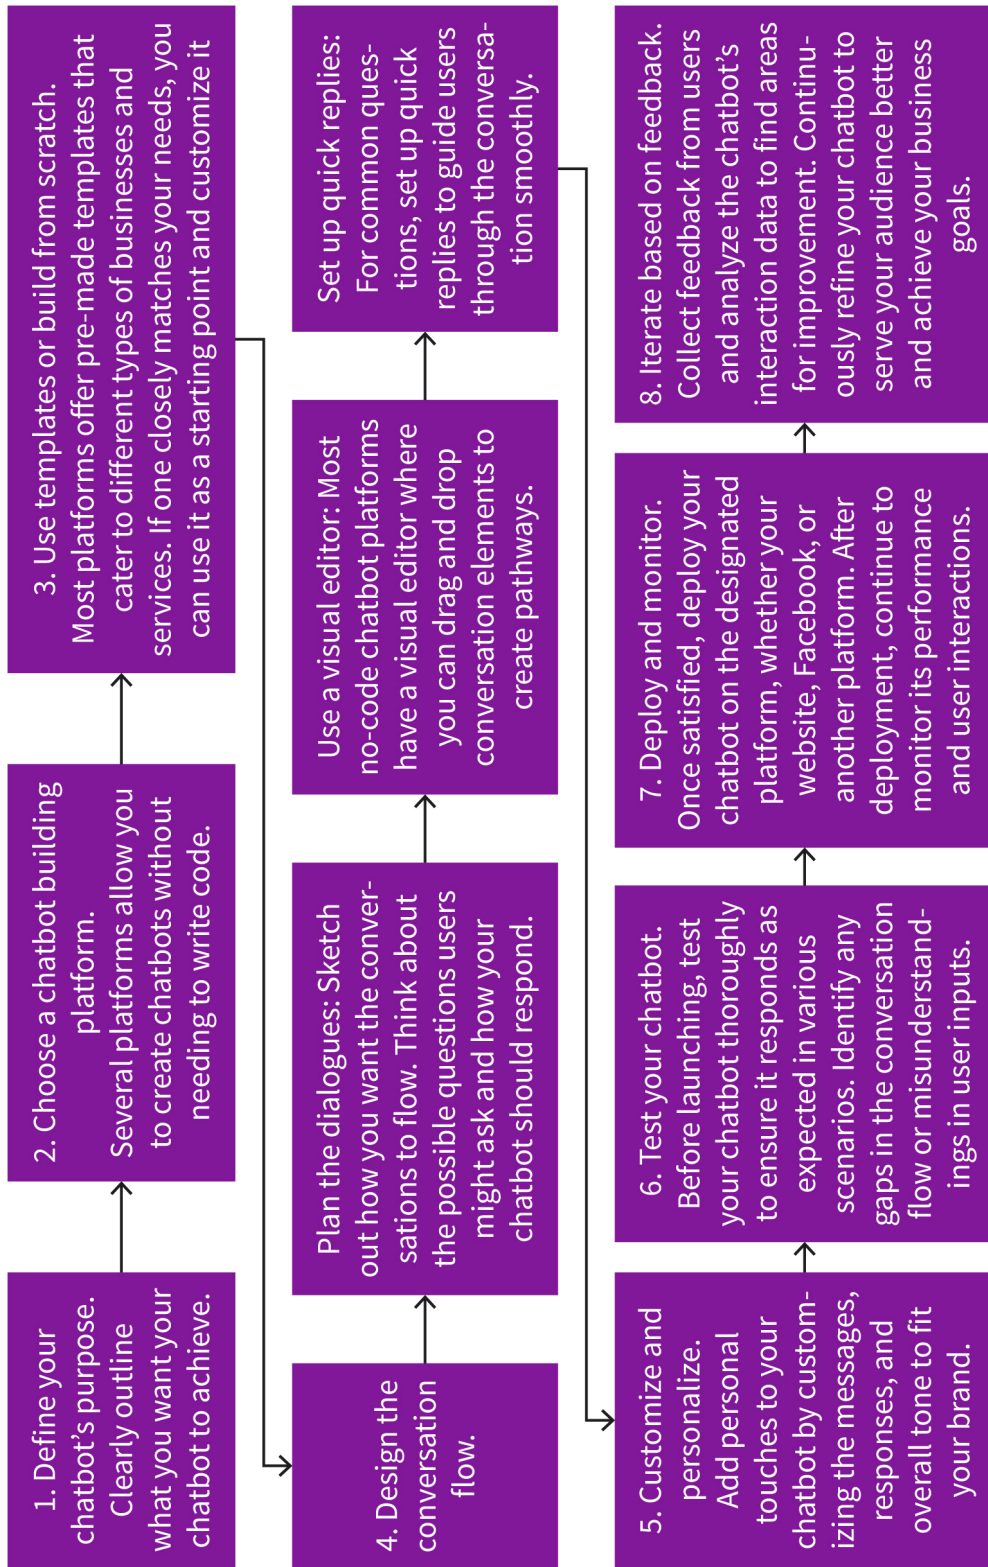 1. Define your
chatbot’s purpose.
Clearly outline
what you want your
chatbot to achieve.
2. Choose a chatbot building
platform.
Several platforms allow you
to create chatbots without
needing to write code.
3. Use templates or build from scratch.
Most platforms offer pre-made templates that
cater to different types of businesses and
services. If one closely matches your needs, you
can use it as a starting point and customize it
4. Design the
conversation
flow.
Plan the dialogues: Sketch
out how you want the conver-
sations to flow. Think about
the possible questions users
might ask and how your
chatbot should respond.
Use a visual editor: Most
no-code chatbot platforms
have a visual editor where
you can drag and drop
conversation elements to
create pathways.
Set up quick replies:
For common ques-
tions, set up quick
replies to guide users
through the conversa-
tion smoothly.
5. Customize and
personalize.
Add personal
touches to your
chatbot by custom-
izing the messages,
responses, and
overall tone to fit
your brand.
6. Test your chatbot.
Before launching, test
your chatbot thoroughly
to ensure it responds as
expected in various
scenarios. Identify any
gaps in the conversation
flow or misunderstand-
ings in user inputs.
7. Deploy and monitor.
Once satisfied, deploy your
chatbot on the designated
platform, whether your
website, Facebook, or
another platform. After
deployment, continue to
monitor its performance
and user interactions.
8. Iterate based on feedback.
Collect feedback from users
and analyze the chatbot’s
interaction data to find areas
for improvement. Continu-
ously refine your chatbot to
serve your audience better
and achieve your business
goals.